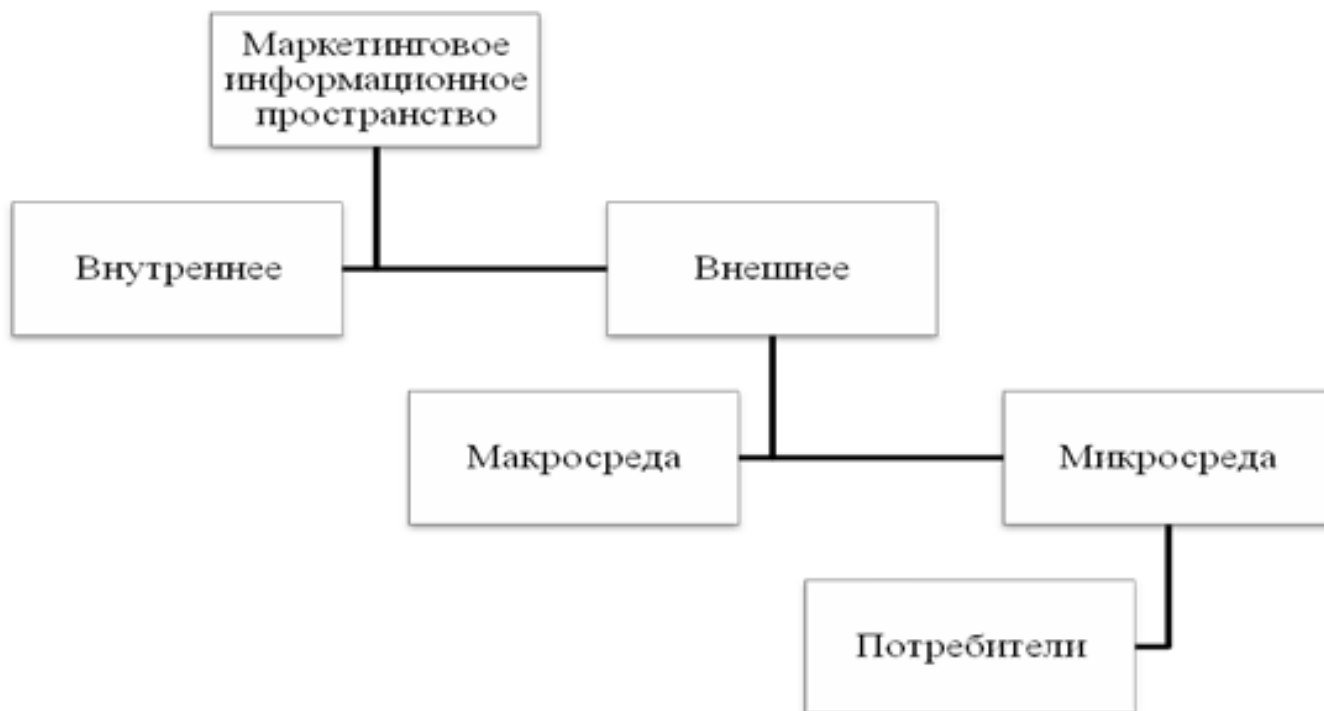 Маркетинговое
информационное
пространство
Внутреннее
Внешнее
Макросреда
Микросреда
Потребители